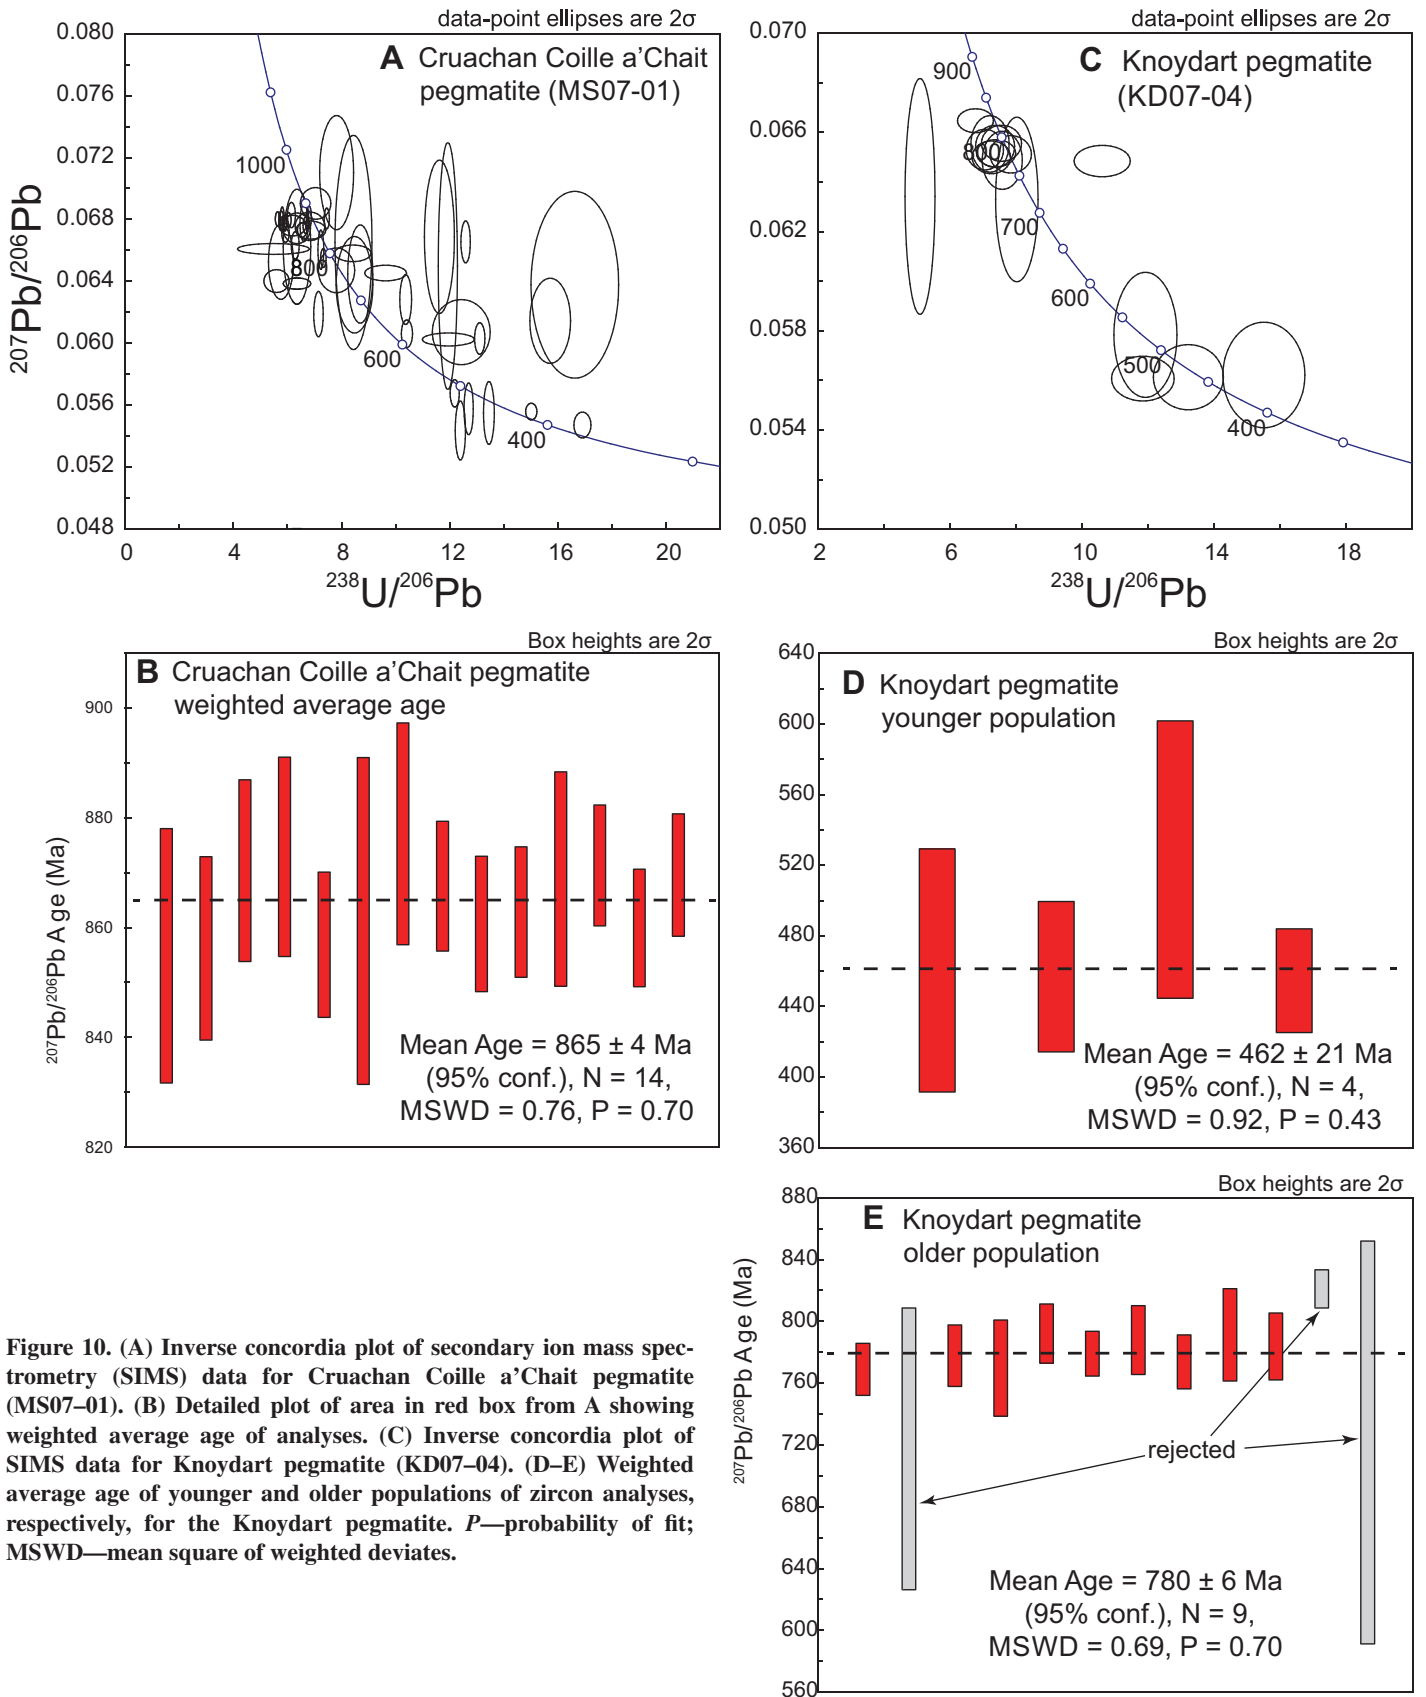 data-point ellipses are 2σ
A Cruachan Coille a’Chait
pegmatite (MS07-01)
0.080
0.076
0.072
0.068
0.064
0.060
0.056
0.052
0.048
207Pb/206Pb
1000
800
600
400
0 4 8 12 16 20
238U/206Pb
data-point ellipses are 2σ
C Knoydart pegmatite
(KD07-04)
0.070
0.066
0.062
0.058
0.054
0.050
900
800
700
600
500
400
2 6 10 14 18
238U/206Pb
Box heights are 2σ
B Cruachan Coille a’Chait pegmatite
weighted average age
900
880
860
840
820
207Pb/206Pb Age (Ma)
Mean Age = 865 ± 4 Ma
(95% conf.), N = 14,
MSWD = 0.76, P = 0.70
Box heights are 2σ
D Knoydart pegmatite
younger population
640
600
560
520
480
440
400
360
Mean Age = 462 ± 21 Ma
(95% conf.), N = 4,
MSWD = 0.92, P = 0.43
Box heights are 2σ
E Knoydart pegmatite
older population
880
840
800
760
720
680
640
600
560
207Pb/206Pb Age (Ma)
rejected
Mean Age = 780 ± 6 Ma
(95% conf.), N = 9,
MSWD = 0.69, P = 0.70
Figure 10. (A) Inverse concordia plot of secondary ion mass spec-
trometry (SIMS) data for Cruachan Coille a’Chait pegmatite
(MS07–01). (B) Detailed plot of area in red box from A showing
weighted average age of analyses. (C) Inverse concordia plot of
SIMS data for Knoydart pegmatite (KD07–04). (D–E) Weighted
average age of younger and older populations of zircon analyses,
respectively, for the Knoydart pegmatite. P—probability of fit;
MSWD—mean square of weighted deviates.